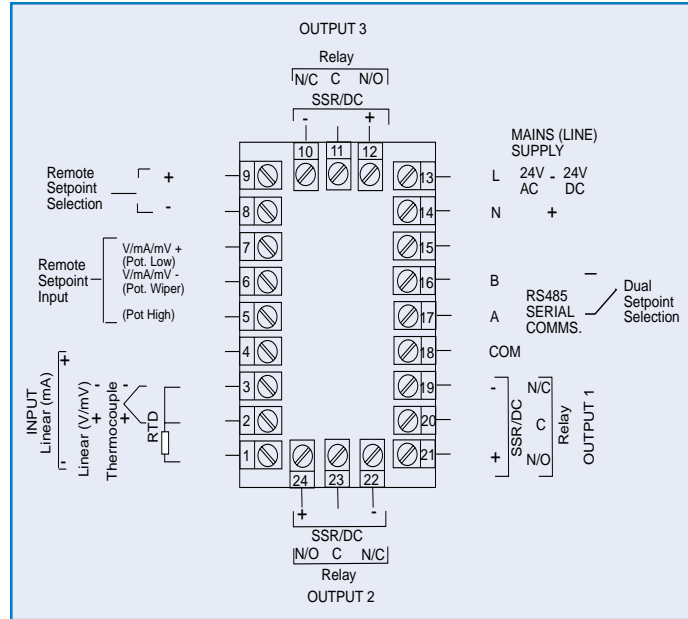 OUTPUT 3
Relay
N/C C N/O
SSR/DC
- +
10 11 12
MAINS (LINE)
SUPPLY
Remote
Setpoint
Selection
+
-
9
8
13 L 24V AC - 24V DC
14 N +
15
Remote
Setpoint
Input
V/mA/mV +
(Pot. Low)
V/mA/mV -
(Pot. Wiper)
(Pot High)
7
6
5
16 B
17 A
RS485
SERIAL
COMMS.
Dual
Setpoint
Selection
18 COM
4
3
2
1
INPUT
Linear (mA)
+
-
Linear (V/mV)
-
+
Thermocouple
-
+
RTD
19 - N/C
20 C
21 + N/O
SSR/DC
Relay
OUTPUT 1
24 23 22
+ -
SSR/DC
N/O C N/C
Relay
OUTPUT 2